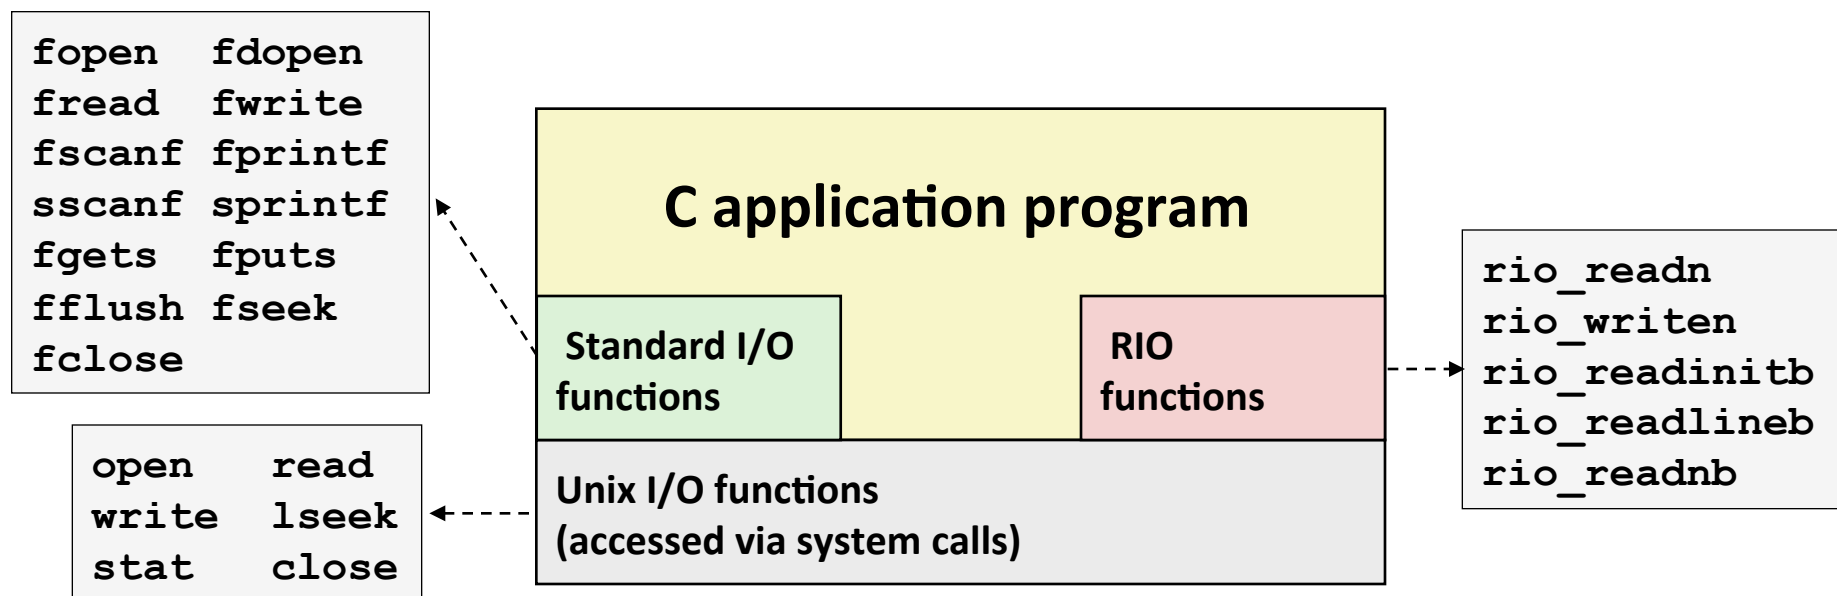 fopen fdopen
fread fwrite
fscanf fprintf
sscanf sprintf
fgets fputs
fflush fseek
fclose
C application program
Standard I/O
functions
RIO
functions
rio_readn
rio_writen
rio_readinitb
rio_readlineb
rio_readnb
open read
write lseek
stat close
Unix I/O functions
(accessed via system calls)